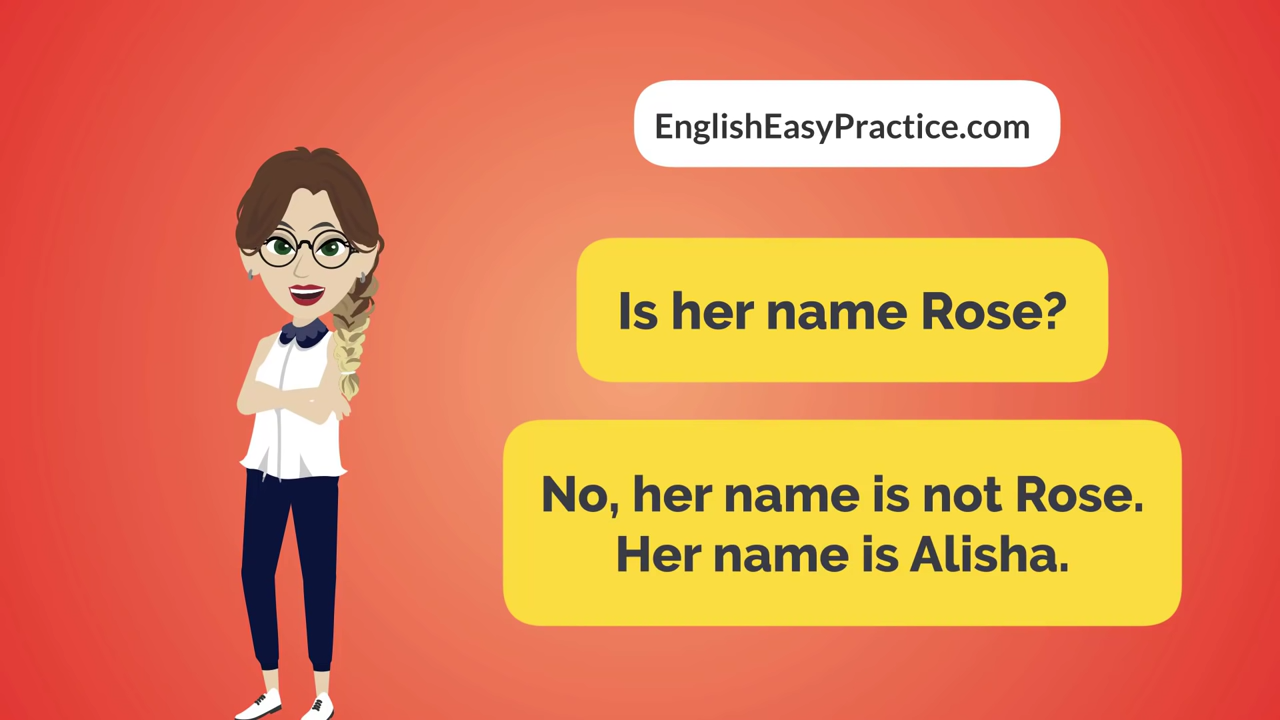 EnglishEasyPractice.com
Is her name Rose?
No, her name is not Rose.
Her name is Alisha.